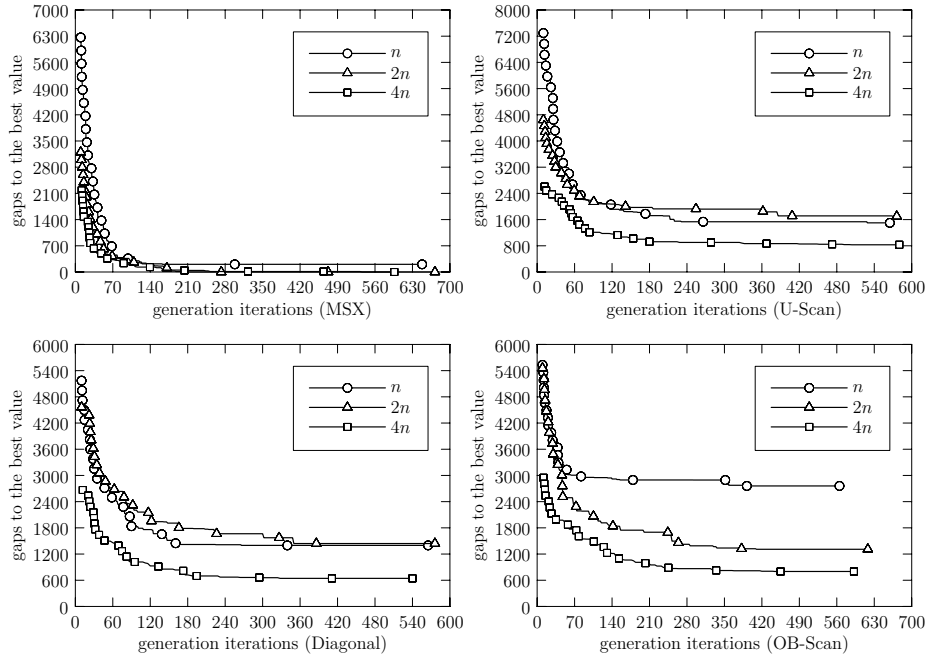 gaps to the best value
7000
6300
5600
4900
4200
3500
2800
2100
1400
700
0
0 70 140 210 280 350 420 490 560 630 700
generation iterations (MSX)
n
2n
4n
gaps to the best value
8000
7200
6400
5600
4800
4000
3200
2400
1600
800
0
0 60 120 180 240 300 360 420 480 540 600
generation iterations (U-Scan)
n
2n
4n
gaps to the best value
6000
5400
4800
4200
3600
3000
2400
1800
1200
600
0
0 60 120 180 240 300 360 420 480 540 600
generation iterations (Diagonal)
n
2n
4n
gaps to the best value
6000
5400
4800
4200
3600
3000
2400
1800
1200
600
0
0 70 140 210 280 350 420 490 560 630 700
generation iterations (OB-Scan)
n
2n
4n